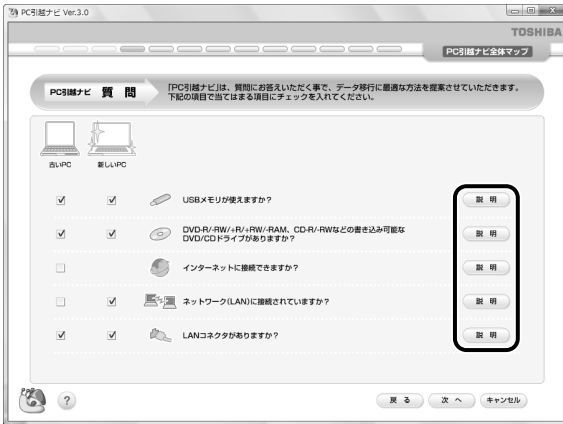 PC引越ナビ Ver.3.0
TOSHIBA
PC引越ナビ全体マップ
PC引越ナビ 質 問
「PC引越ナビ」は、質問にお答えいただく事で、データ移行に最適な方法を提案させていただきます。
下記の項目で当てはまる項目にチェックを入れてください。
古いPC 新しいPC
USBメモリが使えますか? 説 明
DVD-R/-RW/+R/+RW/-RAM、CD-R/-RWなどの書き込み可能な
DVD/CDドライブがありますか? 説 明
インターネットに接続できますか? 説 明
ネットワーク(LAN)に接続されていますか? 説 明
LANコネクタがありますか? 説 明
? 戻 る 次 へ キャンセル